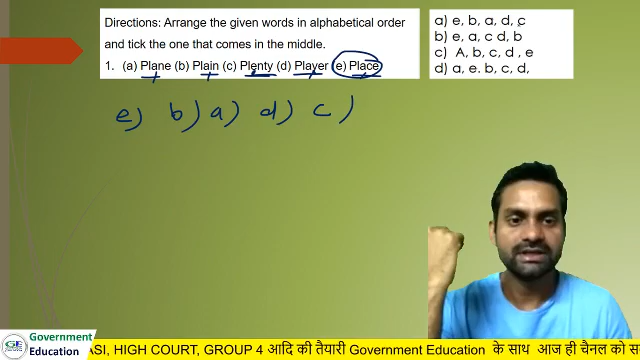 Directions: Arrange the given words in alphabetical order
and tick the one that comes in the middle.
1. (a) Plane (b) Plain (c) Plenty (d) Player (e) Place
a) e, b, a, d, c
b) e, a, c d, b
c) A, b, c, d , e
d) a, e. b, c, d,
e) b) a) d) c)
Government
Education
ASI, HIGH COURT, GROUP 4 आदि की तैयारी Government Education के साथ आज ही चैनल को स